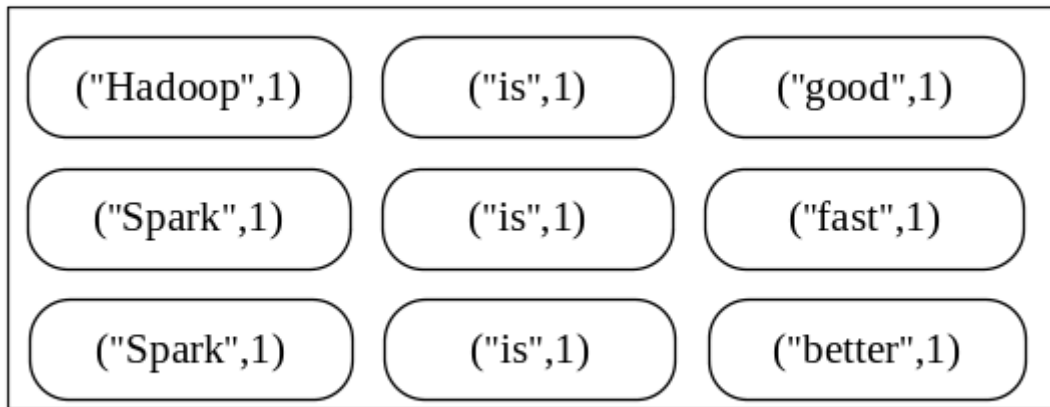 ("Hadoop",1) ("is",1) ("good",1)
("Spark",1) ("is",1) ("fast",1)
("Spark",1) ("is",1) ("better",1)